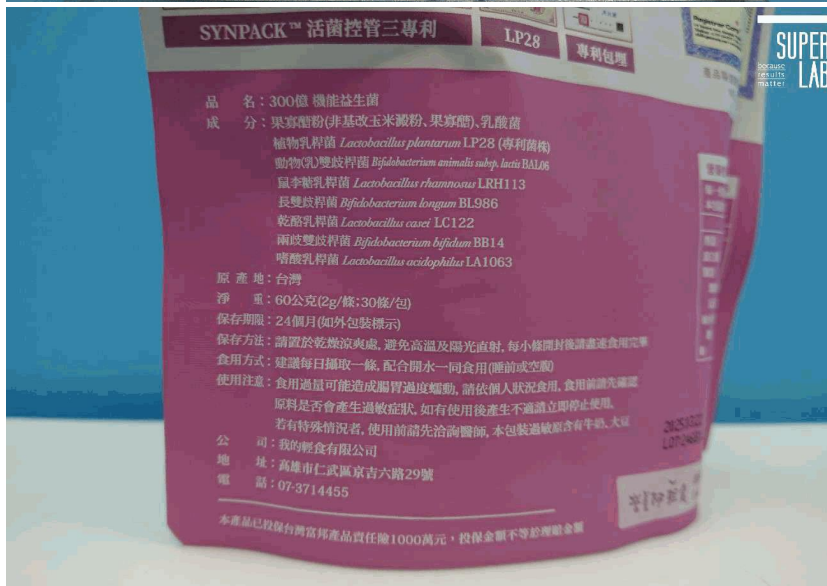 SYNPACK™ 活菌控管三專利
LP28
專利包埋
SUPER LAB
because results matter
品 名：300億 機能益生菌
成 分：果寡醣粉(非基改玉米澱粉、果寡醣)、乳酸菌
植物乳桿菌 Lactobacillus plantarum LP28 (專利菌株)
動物(乳)雙歧桿菌 Bifidobacterium animalis subsp. lactis BAL06
鼠李糖乳桿菌 Lactobacillus rhamnosus LRH113
長雙歧桿菌 Bifidobacterium longum BL986
乾酪乳桿菌 Lactobacillus casei LC122
兩歧雙歧桿菌 Bifidobacterium bifidum BB14
嗜酸乳桿菌 Lactobacillus acidophilus LA1063
原 產 地：台灣
淨 重：60公克(2g/條;30條/包)
保存期限：24個月(如外包裝標示)
保存方法：請置於乾燥涼爽處, 避免高溫及陽光直射, 每小條開封後請盡速食用完畢
食用方式：建議每日攝取一條, 配合開水一同食用(睡前或空腹)
使用注意：食用過量可能造成腸胃過度蠕動, 請依個人狀況食用, 食用前請先確認
原料是否會產生過敏症狀, 如有使用後產生不適請立即停止使用,
若有特殊情況者, 使用前請先洽詢醫師, 本包裝過敏原含有牛奶、大豆
公 司：我的輕食有限公司
地 址：高雄市仁武區京吉六路29號
電 話：07-3714455
本產品已投保台灣富邦產品責任險1000萬元，投保金額不等於理賠金額